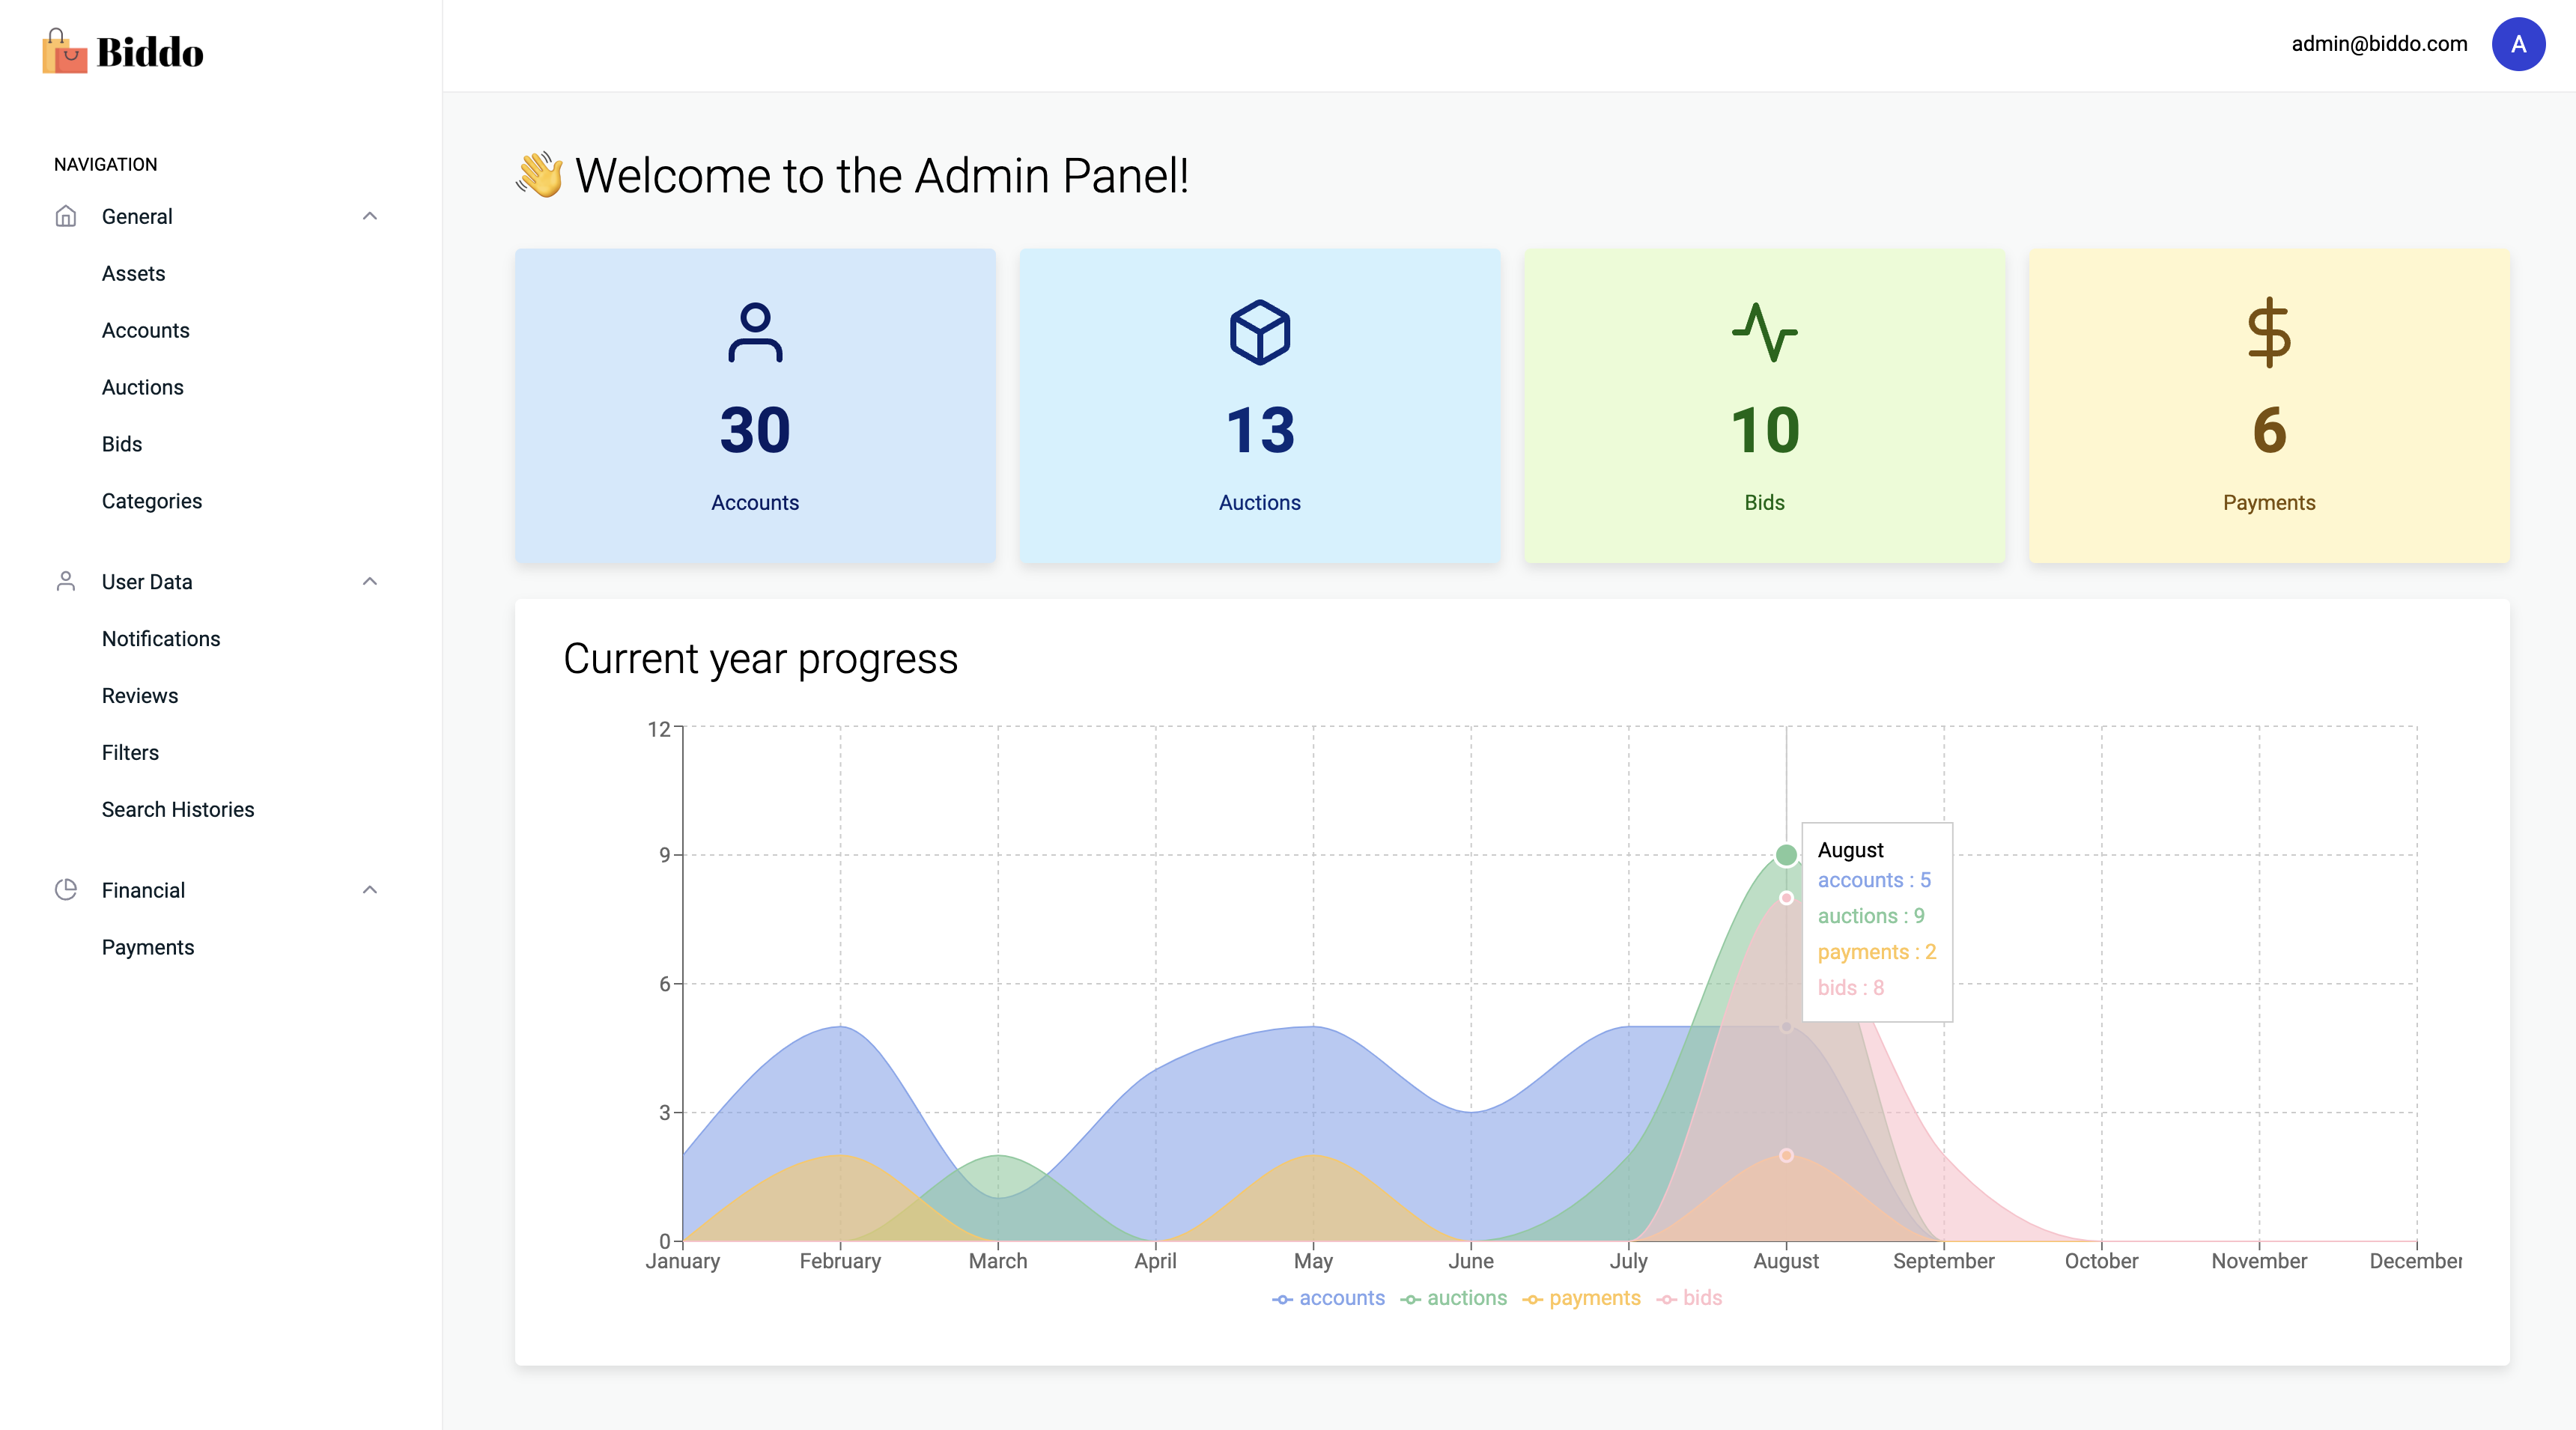 Biddo
admin@biddo.com
A
NAVIGATION
General
Assets
Accounts
Auctions
Bids
Categories
User Data
Notifications
Reviews
Filters
Search Histories
Financial
Payments
👋 Welcome to the Admin Panel!
30
Accounts
13
Auctions
10
Bids
6
Payments
Current year progress
12
9
6
3
0
August
accounts : 5
auctions : 9
payments : 2
bids : 8
January February March April May June July August September October November December
accounts auctions payments bids